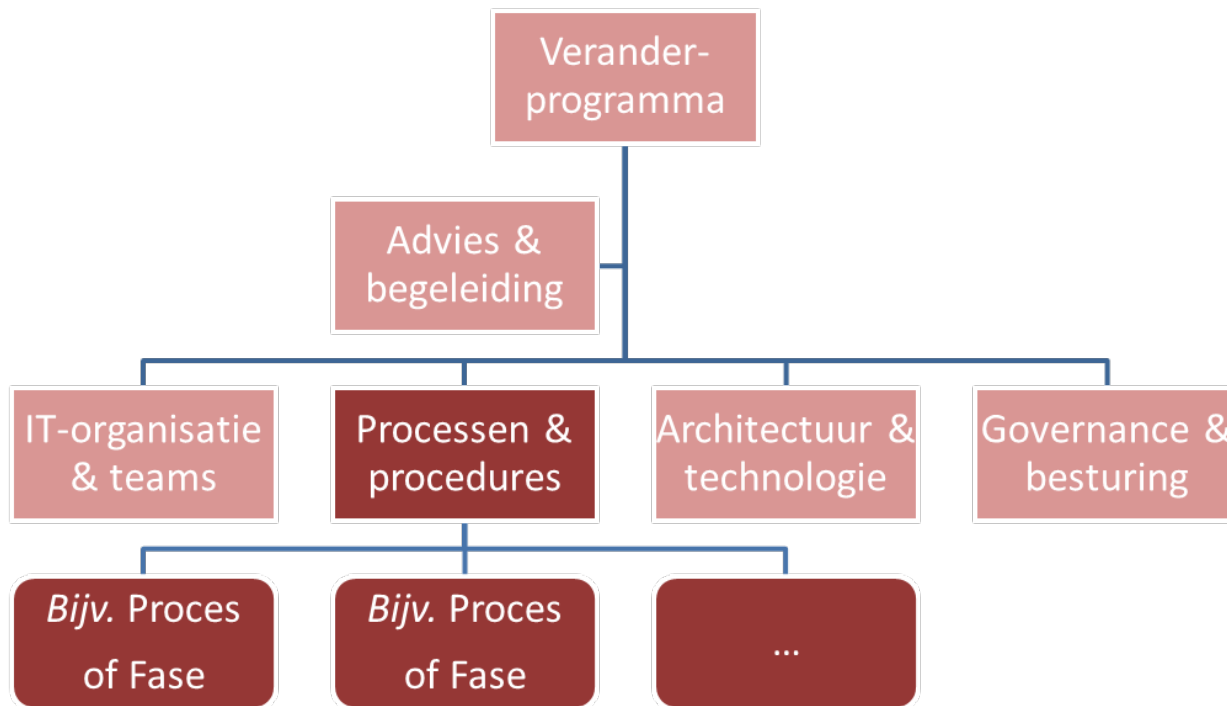 Verander-
programma
Advies &
begeleiding
IT-organisatie
& teams
Processen &
procedures
Architectuur &
technologie
Governance &
besturing
Bijv. Proces
of Fase
Bijv. Proces
of Fase
...